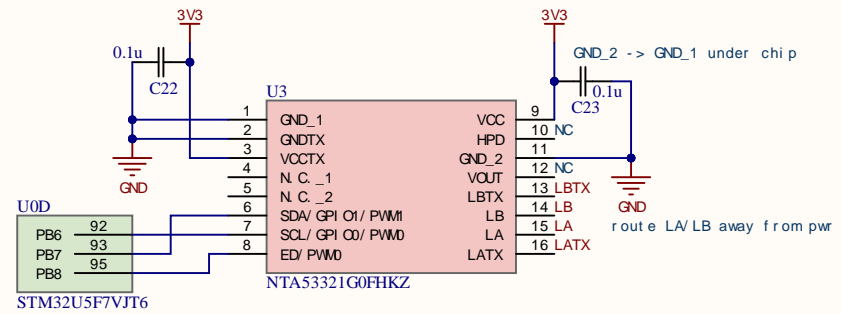 3V3
3V3
0.1u
C22
GND_2 -> GND_1 under chip
0.1u
C23
U3
1 GND_1 VCC 9
2 GNDTX HPD 10 NC
3 VCCTX GND_2 11
4 N.C._1 VOUT 12 NC
5 N.C._2 LBTX 13 LBTX
6 SDA/GPIO1/PWM1 LB 14 LB
7 SCL/GPIO0/PWM0 LA 15 LA
8 ED/PWM0 LATX 16 LATX
GND
GND
route LA/LB away from pwr
U0D
PB6 92
PB7 93
PB8 95
NTA53321G0FHKZ
STM32U5F7VJT6